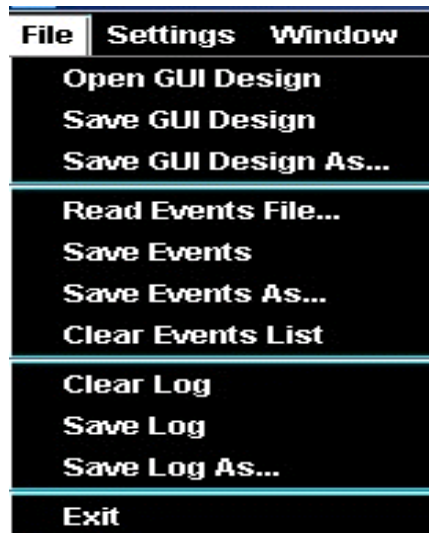 File Settings Window
Open GUI Design
Save GUI Design
Save GUI Design As...
Read Events File...
Save Events
Save Events As...
Clear Events List
Clear Log
Save Log
Save Log As...
Exit